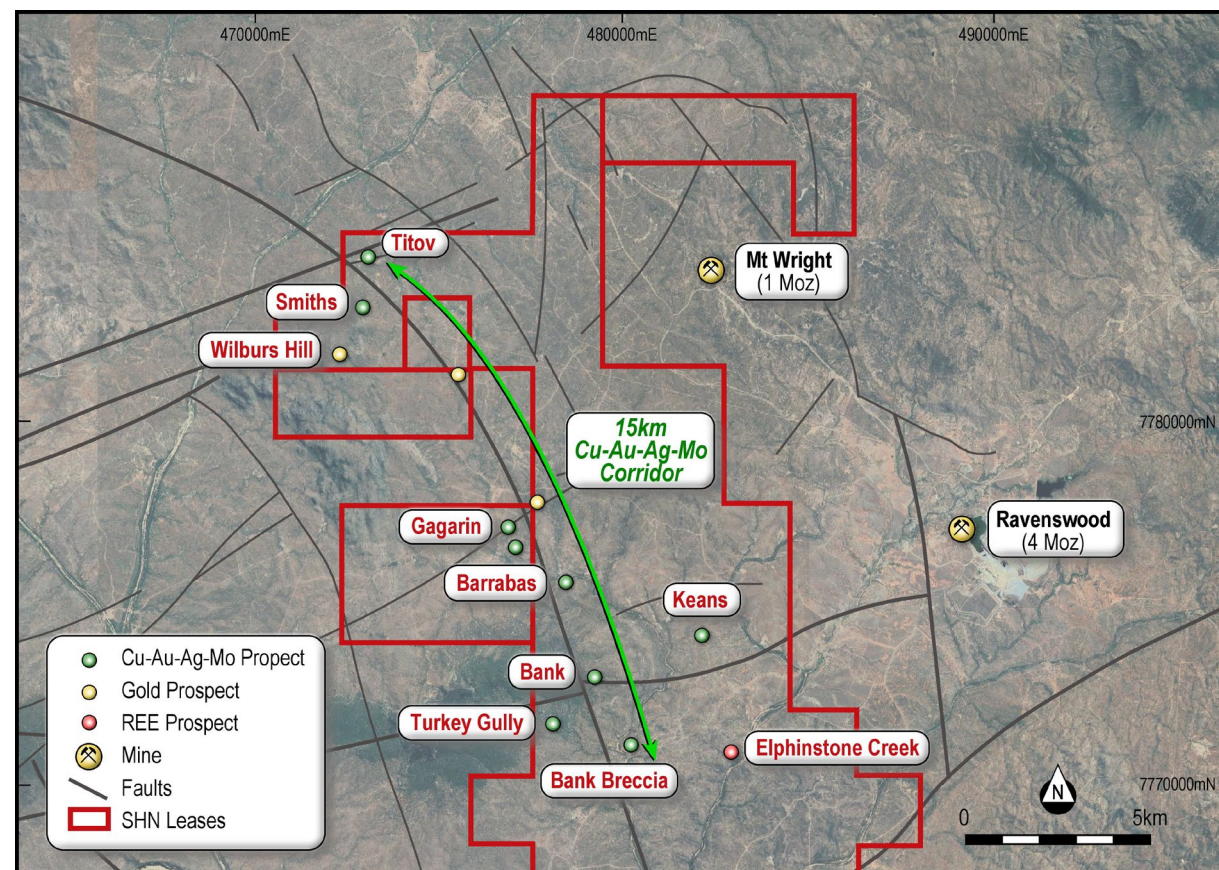 470000mE
480000mE
490000mE
Titov
Mt Wright
(1 Moz)
Smiths
Wilburs Hill
7780000mN
15km
Cu-Au-Ag-Mo
Corridor
Gagarin
Ravenswood
(4 Moz)
Barrabas
Keans
Bank
Turkey Gully
Elphinstone Creek
Bank Breccia
7770000mN
Cu-Au-Ag-Mo Propect
Gold Prospect
REE Prospect
Mine
Faults
SHN Leases
N
0
5km